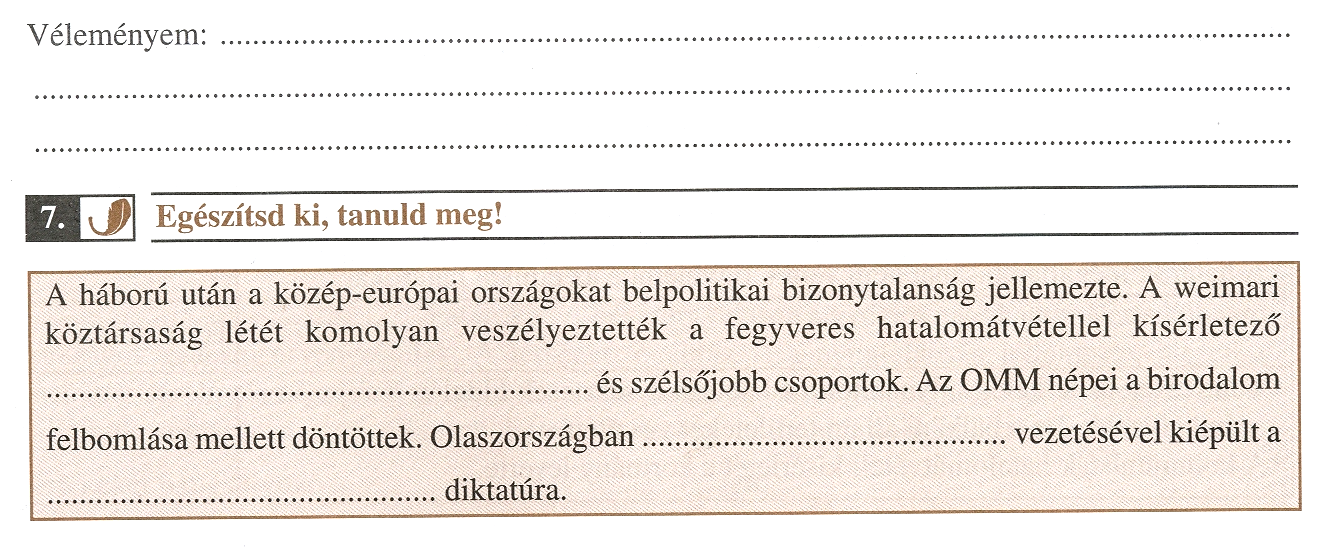 Véleményem: ..............................................................................................................
..............................................................................................................
..............................................................................................................
7. Egészítsd ki, tanuld meg!
A háború után a közép-európai országokat belpolitikai bizonytalanság jellemezte. A weimari
köztársaság létét komolyan veszélyeztették a fegyveres hatalomátvétellel kísérletező
.................................................................. és szélsőjobb csoportok. Az OMM népei a birodalom
felbomlása mellett döntöttek. Olaszországban ............................................ vezetésével kiépült a
............................................... diktatúra.